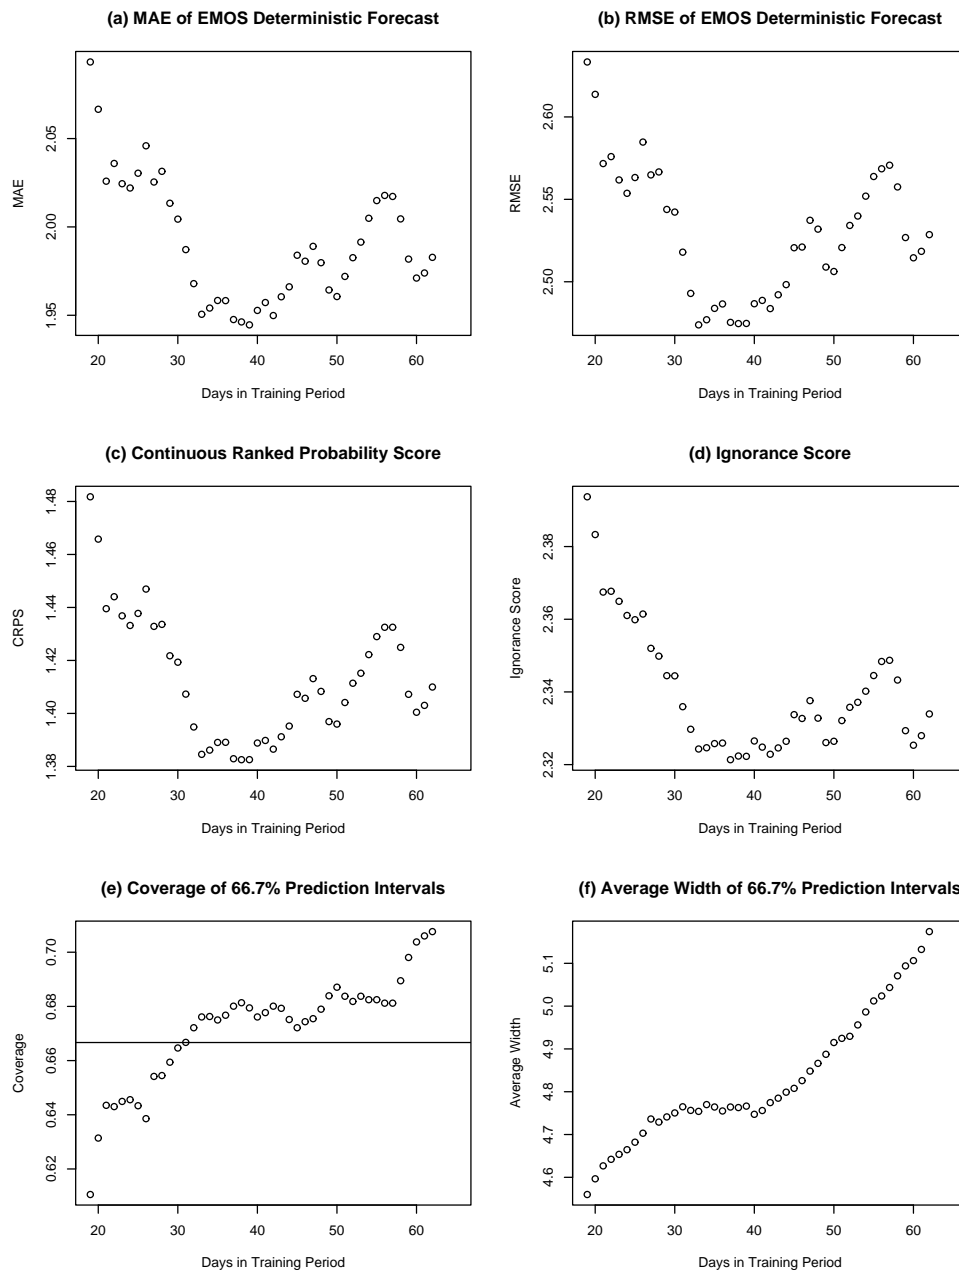 (a) MAE of EMOS Deterministic Forecast
MAE
1.95 2.00 2.05
20 30 40 50 60
Days in Training Period
(b) RMSE of EMOS Deterministic Forecast
RMSE
2.50 2.55 2.60
20 30 40 50 60
Days in Training Period
(c) Continuous Ranked Probability Score
CRPS
1.38 1.40 1.42 1.44 1.46 1.48
20 30 40 50 60
Days in Training Period
(d) Ignorance Score
Ignorance Score
2.32 2.34 2.36 2.38
20 30 40 50 60
Days in Training Period
(e) Coverage of 66.7% Prediction Intervals
Coverage
0.62 0.64 0.66 0.68 0.70
20 30 40 50 60
Days in Training Period
(f) Average Width of 66.7% Prediction Intervals
Average Width
4.6 4.7 4.8 4.9 5.0 5.1
20 30 40 50 60
Days in Training Period